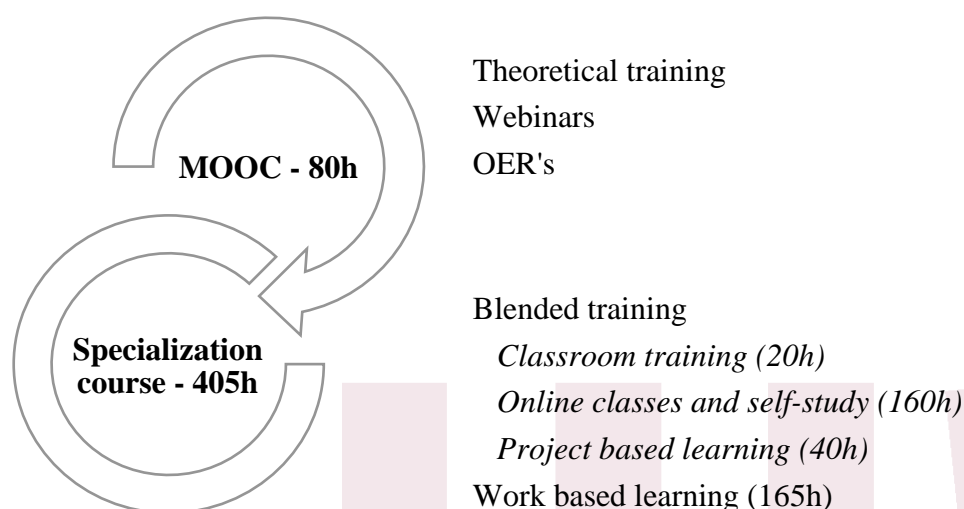 MOOC - 80h
Theoretical training
Webinars
OER's
Specialization
course - 405h
Blended training
Classroom training (20h)
Online classes and self-study (160h)
Project based learning (40h)
Work based learning (165h)